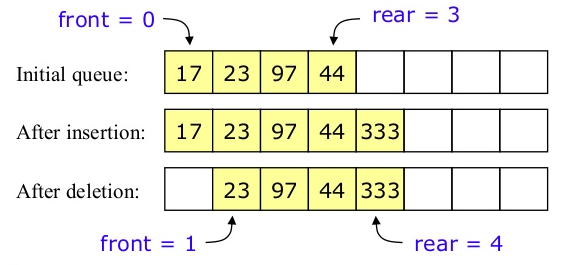 front = 0 rear = 3
Initial queue: 17 23 97 44
After insertion: 17 23 97 44 333
After deletion: 23 97 44 333
front = 1 rear = 4